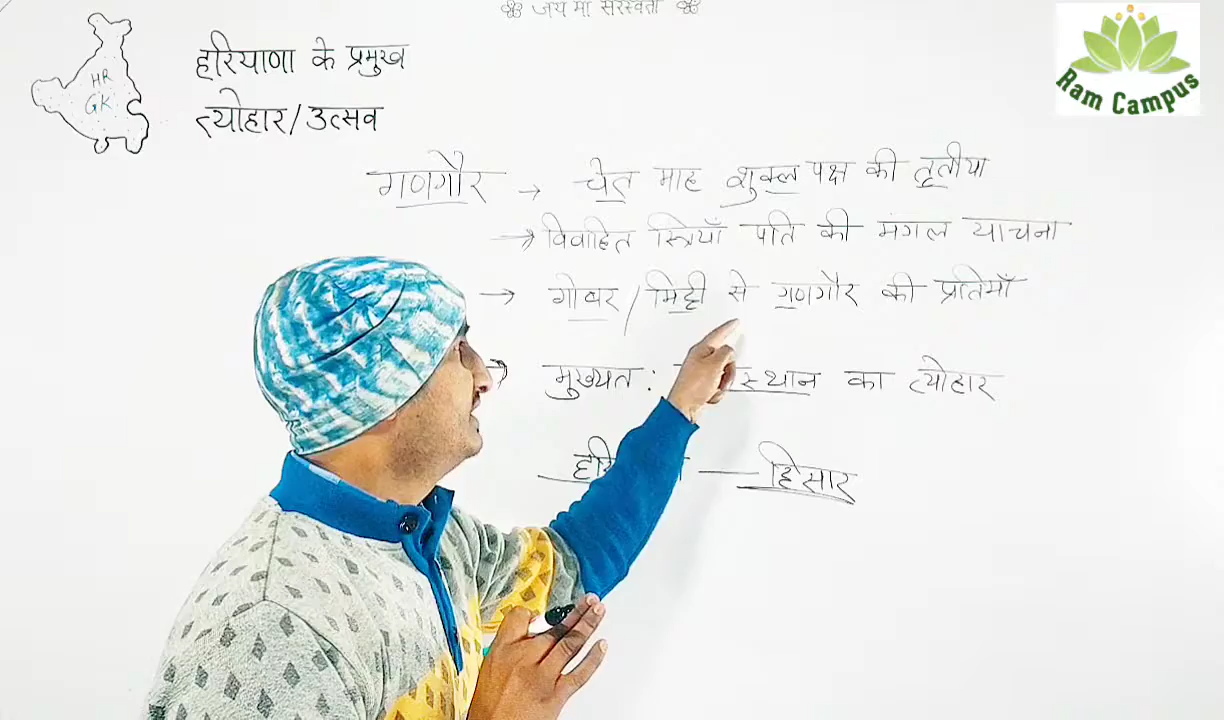 ꕥ जय माँ सरस्वती ꕥ
Ram Campus
HR
GK
हरियाणा के प्रमुख
त्योहार/उत्सव
गणगौर → चैत माह शुक्ल पक्ष की तृतीया
→ विवाहित स्त्रियाँ पति की मंगल याचना
→ गोबर / मिट्टी से गणगौर की प्रतिमाँ
मुख्यत: स्थान का त्योहार
हरि — हिसार